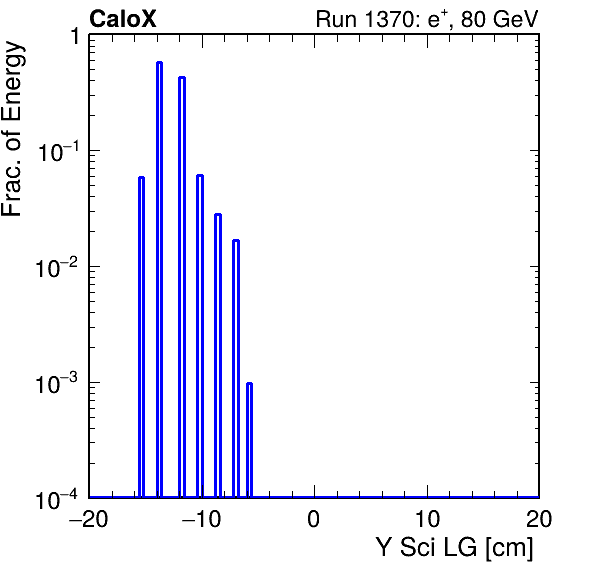 CaloX Run 1370: e⁺, 80 GeV
Frac. of Energy
1
10⁻¹
10⁻²
10⁻³
10⁻⁴
−20 −10 0 10 20
Y Sci LG [cm]